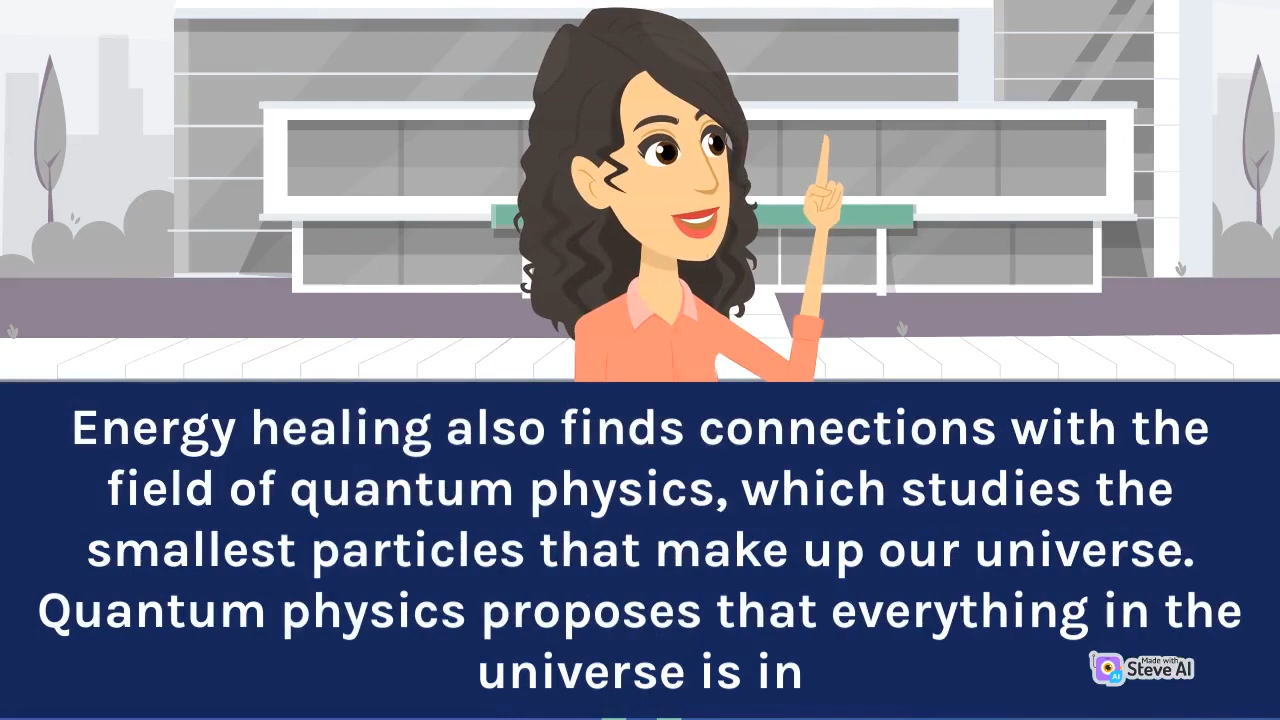 Energy healing also finds connections with the
field of quantum physics, which studies the
smallest particles that make up our universe.
Quantum physics proposes that everything in the
universe is in
Made with
Steve AI
AI